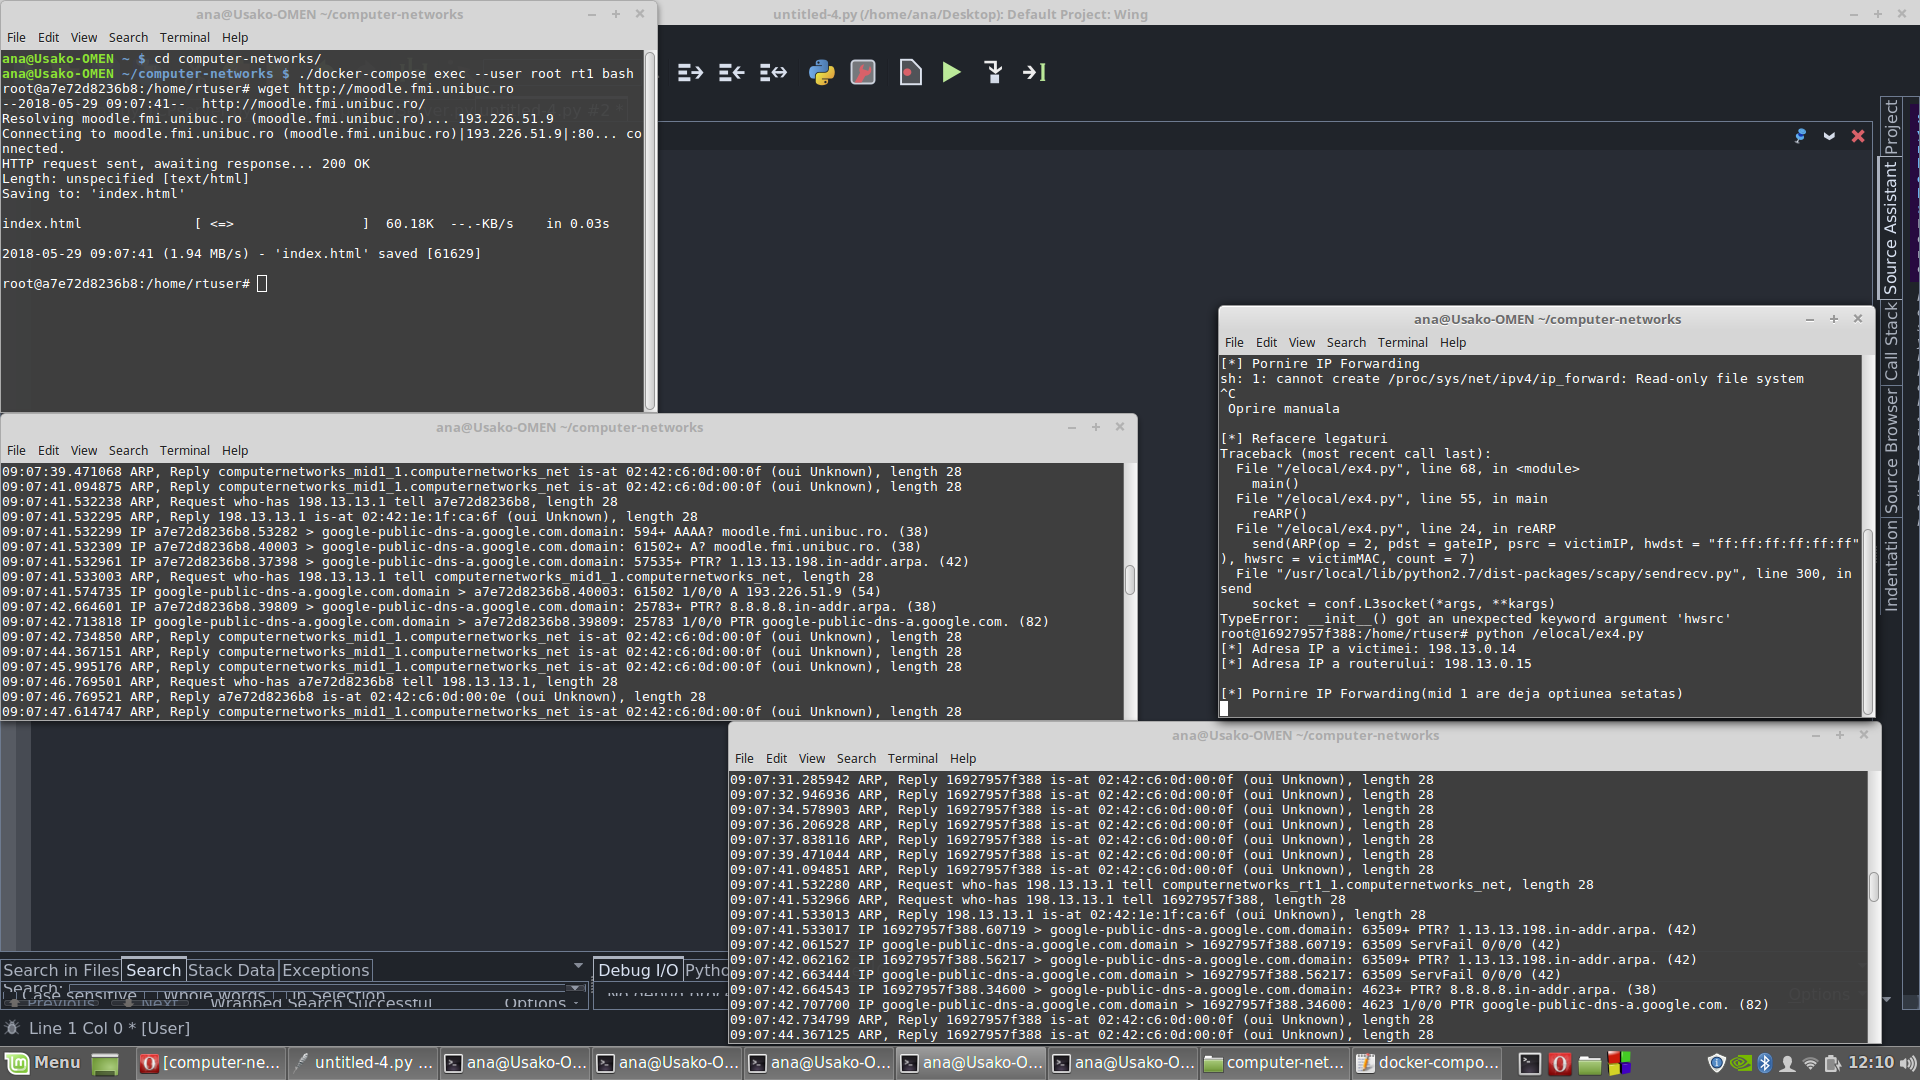 ana@Usako-OMEN ~/computer-networks
File Edit View Search Terminal Help
ana@Usako-OMEN ~ $ cd computer-networks/
ana@Usako-OMEN ~/computer-networks $ ./docker-compose exec --user root rt1 bash
root@a7e72d8236b8:/home/rtuser# wget http://moodle.fmi.unibuc.ro
--2018-05-29 09:07:41--  http://moodle.fmi.unibuc.ro/
Resolving moodle.fmi.unibuc.ro (moodle.fmi.unibuc.ro)... 193.226.51.9
Connecting to moodle.fmi.unibuc.ro (moodle.fmi.unibuc.ro)|193.226.51.9|:80... co
nnected.
HTTP request sent, awaiting response... 200 OK
Length: unspecified [text/html]
Saving to: 'index.html'
index.html              [ <=>                ]  60.18K  --.-KB/s    in 0.03s
2018-05-29 09:07:41 (1.94 MB/s) - 'index.html' saved [61629]
root@a7e72d8236b8:/home/rtuser#
untitled-4.py (/home/ana/Desktop): Default Project: Wing
Project
Source Assistant
Call Stack
Source Browser
Indentation
ana@Usako-OMEN ~/computer-networks
File Edit View Search Terminal Help
[*] Pornire IP Forwarding
sh: 1: cannot create /proc/sys/net/ipv4/ip_forward: Read-only file system
^C
 Oprire manuala
[*] Refacere legaturi
Traceback (most recent call last):
  File "/elocal/ex4.py", line 68, in <module>
    main()
  File "/elocal/ex4.py", line 55, in main
    reARP()
  File "/elocal/ex4.py", line 24, in reARP
    send(ARP(op = 2, pdst = gateIP, psrc = victimIP, hwdst = "ff:ff:ff:ff:ff:ff"
), hwsrc = victimMAC, count = 7)
  File "/usr/local/lib/python2.7/dist-packages/scapy/sendrecv.py", line 300, in
send
    socket = conf.L3socket(*args, **kargs)
TypeError: __init__() got an unexpected keyword argument 'hwsrc'
root@16927957f388:/home/rtuser# python /elocal/ex4.py
[*] Adresa IP a victimei: 198.13.0.14
[*] Adresa IP a routerului: 198.13.0.15
[*] Pornire IP Forwarding(mid 1 are deja optiunea setatas)
ana@Usako-OMEN ~/computer-networks
File Edit View Search Terminal Help
09:07:39.471068 ARP, Reply computernetworks_mid1_1.computernetworks_net is-at 02:42:c6:0d:00:0f (oui Unknown), length 28
09:07:41.094875 ARP, Reply computernetworks_mid1_1.computernetworks_net is-at 02:42:c6:0d:00:0f (oui Unknown), length 28
09:07:41.532238 ARP, Request who-has 198.13.13.1 tell a7e72d8236b8, length 28
09:07:41.532295 ARP, Reply 198.13.13.1 is-at 02:42:1e:1f:ca:6f (oui Unknown), length 28
09:07:41.532299 IP a7e72d8236b8.53282 > google-public-dns-a.google.com.domain: 594+ AAAA? moodle.fmi.unibuc.ro. (38)
09:07:41.532309 IP a7e72d8236b8.40003 > google-public-dns-a.google.com.domain: 61502+ A? moodle.fmi.unibuc.ro. (38)
09:07:41.532961 IP a7e72d8236b8.37398 > google-public-dns-a.google.com.domain: 57535+ PTR? 1.13.13.198.in-addr.arpa. (42)
09:07:41.533003 ARP, Request who-has 198.13.13.1 tell computernetworks_mid1_1.computernetworks_net, length 28
09:07:41.574735 IP google-public-dns-a.google.com.domain > a7e72d8236b8.40003: 61502 1/0/0 A 193.226.51.9 (54)
09:07:42.664601 IP a7e72d8236b8.39809 > google-public-dns-a.google.com.domain: 25783+ PTR? 8.8.8.8.in-addr.arpa. (38)
09:07:42.713818 IP google-public-dns-a.google.com.domain > a7e72d8236b8.39809: 25783 1/0/0 PTR google-public-dns-a.google.com. (82)
09:07:42.734850 ARP, Reply computernetworks_mid1_1.computernetworks_net is-at 02:42:c6:0d:00:0f (oui Unknown), length 28
09:07:44.367151 ARP, Reply computernetworks_mid1_1.computernetworks_net is-at 02:42:c6:0d:00:0f (oui Unknown), length 28
09:07:45.995176 ARP, Reply computernetworks_mid1_1.computernetworks_net is-at 02:42:c6:0d:00:0f (oui Unknown), length 28
09:07:46.769501 ARP, Request who-has a7e72d8236b8 tell 198.13.13.1, length 28
09:07:46.769521 ARP, Reply a7e72d8236b8 is-at 02:42:c6:0d:00:0e (oui Unknown), length 28
09:07:47.614747 ARP, Reply computernetworks_mid1_1.computernetworks_net is-at 02:42:c6:0d:00:0f (oui Unknown), length 28
ana@Usako-OMEN ~/computer-networks
File Edit View Search Terminal Help
09:07:31.285942 ARP, Reply 16927957f388 is-at 02:42:c6:0d:00:0f (oui Unknown), length 28
09:07:32.946936 ARP, Reply 16927957f388 is-at 02:42:c6:0d:00:0f (oui Unknown), length 28
09:07:34.578903 ARP, Reply 16927957f388 is-at 02:42:c6:0d:00:0f (oui Unknown), length 28
09:07:36.206928 ARP, Reply 16927957f388 is-at 02:42:c6:0d:00:0f (oui Unknown), length 28
09:07:37.838116 ARP, Reply 16927957f388 is-at 02:42:c6:0d:00:0f (oui Unknown), length 28
09:07:39.471044 ARP, Reply 16927957f388 is-at 02:42:c6:0d:00:0f (oui Unknown), length 28
09:07:41.094851 ARP, Reply 16927957f388 is-at 02:42:c6:0d:00:0f (oui Unknown), length 28
09:07:41.532280 ARP, Request who-has 198.13.13.1 tell computernetworks_rt1_1.computernetworks_net, length 28
09:07:41.532966 ARP, Request who-has 198.13.13.1 tell 16927957f388, length 28
09:07:41.533013 ARP, Reply 198.13.13.1 is-at 02:42:1e:1f:ca:6f (oui Unknown), length 28
09:07:41.533017 IP 16927957f388.60719 > google-public-dns-a.google.com.domain: 63509+ PTR? 1.13.13.198.in-addr.arpa. (42)
09:07:42.061527 IP google-public-dns-a.google.com.domain > 16927957f388.60719: 63509 ServFail 0/0/0 (42)
09:07:42.062162 IP 16927957f388.56217 > google-public-dns-a.google.com.domain: 63509+ PTR? 1.13.13.198.in-addr.arpa. (42)
09:07:42.663444 IP google-public-dns-a.google.com.domain > 16927957f388.56217: 63509 ServFail 0/0/0 (42)
09:07:42.664543 IP 16927957f388.34600 > google-public-dns-a.google.com.domain: 4623+ PTR? 8.8.8.8.in-addr.arpa. (38)
09:07:42.707700 IP google-public-dns-a.google.com.domain > 16927957f388.34600: 4623 1/0/0 PTR google-public-dns-a.google.com. (82)
09:07:42.734799 ARP, Reply 16927957f388 is-at 02:42:c6:0d:00:0f (oui Unknown), length 28
09:07:44.367125 ARP, Reply 16927957f388 is-at 02:42:c6:0d:00:0f (oui Unknown), length 28
Search in Files Search Stack Data Exceptions
Debug I/O Pytho
Search:
Case sensitive Whole words In Selection
Previous Next Wrapped Search Successful Options
Line 1 Col 0 * [User]
Menu [computer-ne... untitled-4.py ... ana@Usako-O... ana@Usako-O... ana@Usako-O... ana@Usako-O... ana@Usako-O... computer-net... docker-compo... 12:10